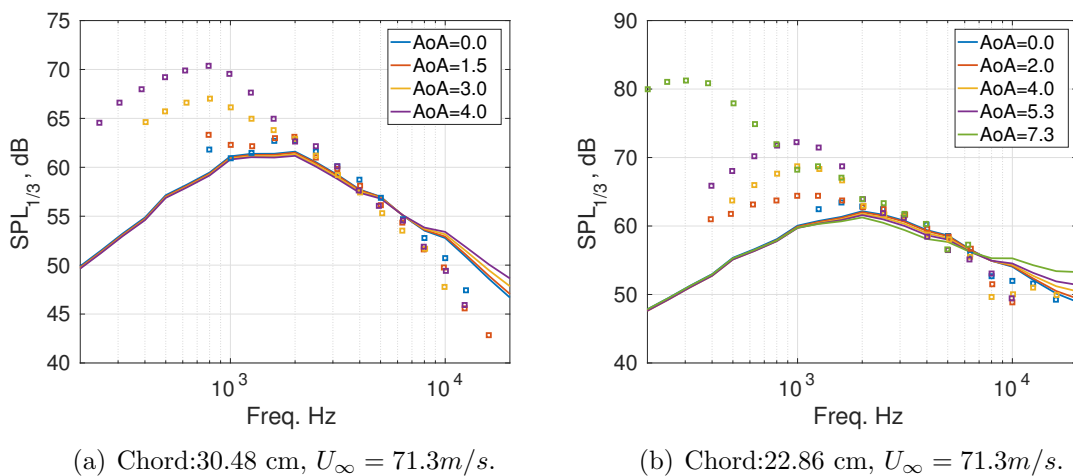 75
70
65
60
55
50
45
40
SPL1/3, dB
10^3
10^4
Freq. Hz
AoA=0.0
AoA=1.5
AoA=3.0
AoA=4.0
(a) Chord:30.48 cm, U∞ = 71.3m/s.
90
80
70
60
50
40
SPL1/3, dB
10^3
10^4
Freq. Hz
AoA=0.0
AoA=2.0
AoA=4.0
AoA=5.3
AoA=7.3
(b) Chord:22.86 cm, U∞ = 71.3m/s.